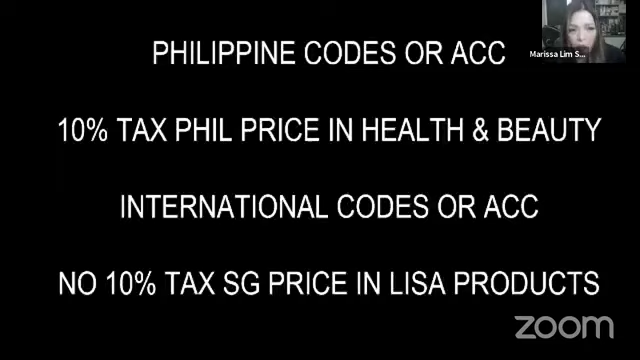 Marissa Lim S...
PHILIPPINE CODES OR ACC
10% TAX PHIL PRICE IN HEALTH & BEAUTY
INTERNATIONAL CODES OR ACC
NO 10% TAX SG PRICE IN LISA PRODUCTS
zoom